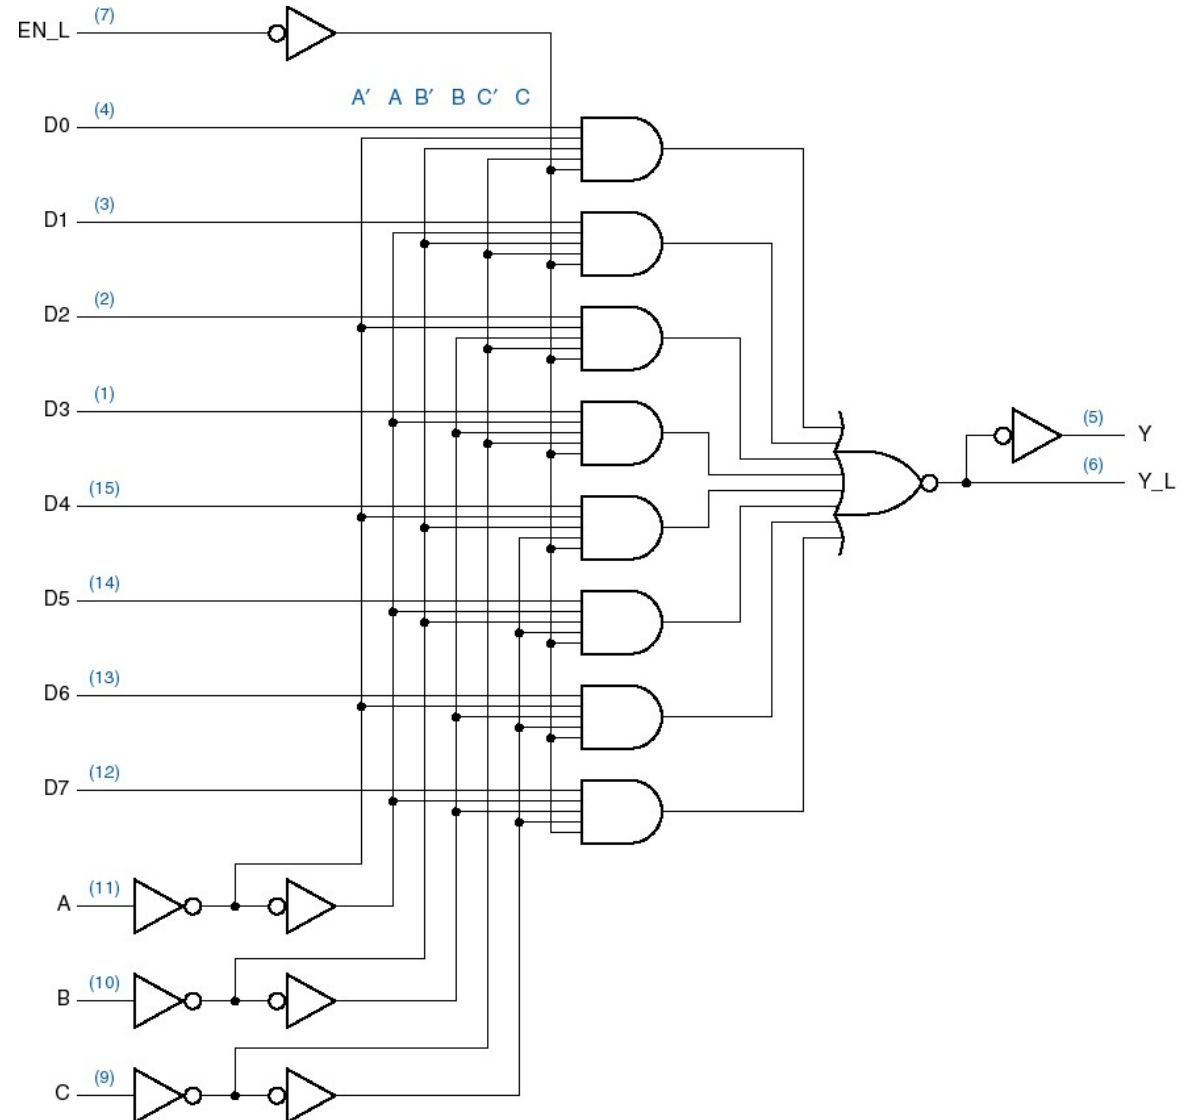 EN_L (7)
A′ A B′ B C′ C
D0 (4)
D1 (3)
D2 (2)
D3 (1)
(5) Y
(6) Y_L
D4 (15)
D5 (14)
D6 (13)
D7 (12)
A (11)
B (10)
C (9)